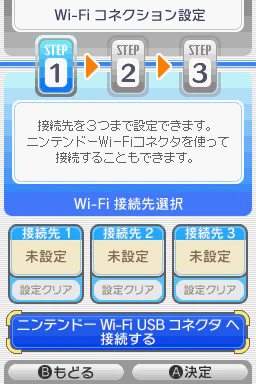 Wi-Fi コネクション設定
STEP 1
STEP 2
STEP 3
接続先を3つまで設定できます。
ニンテンドーWi-Fiコネクタを使って
接続することもできます。
Wi-Fi 接続先選択
接続先 1
接続先 2
接続先 3
未設定
未設定
未設定
設定クリア
設定クリア
設定クリア
ニンテンドー Wi-Fi USB コネクタ へ
接続する
Bもどる
A決定